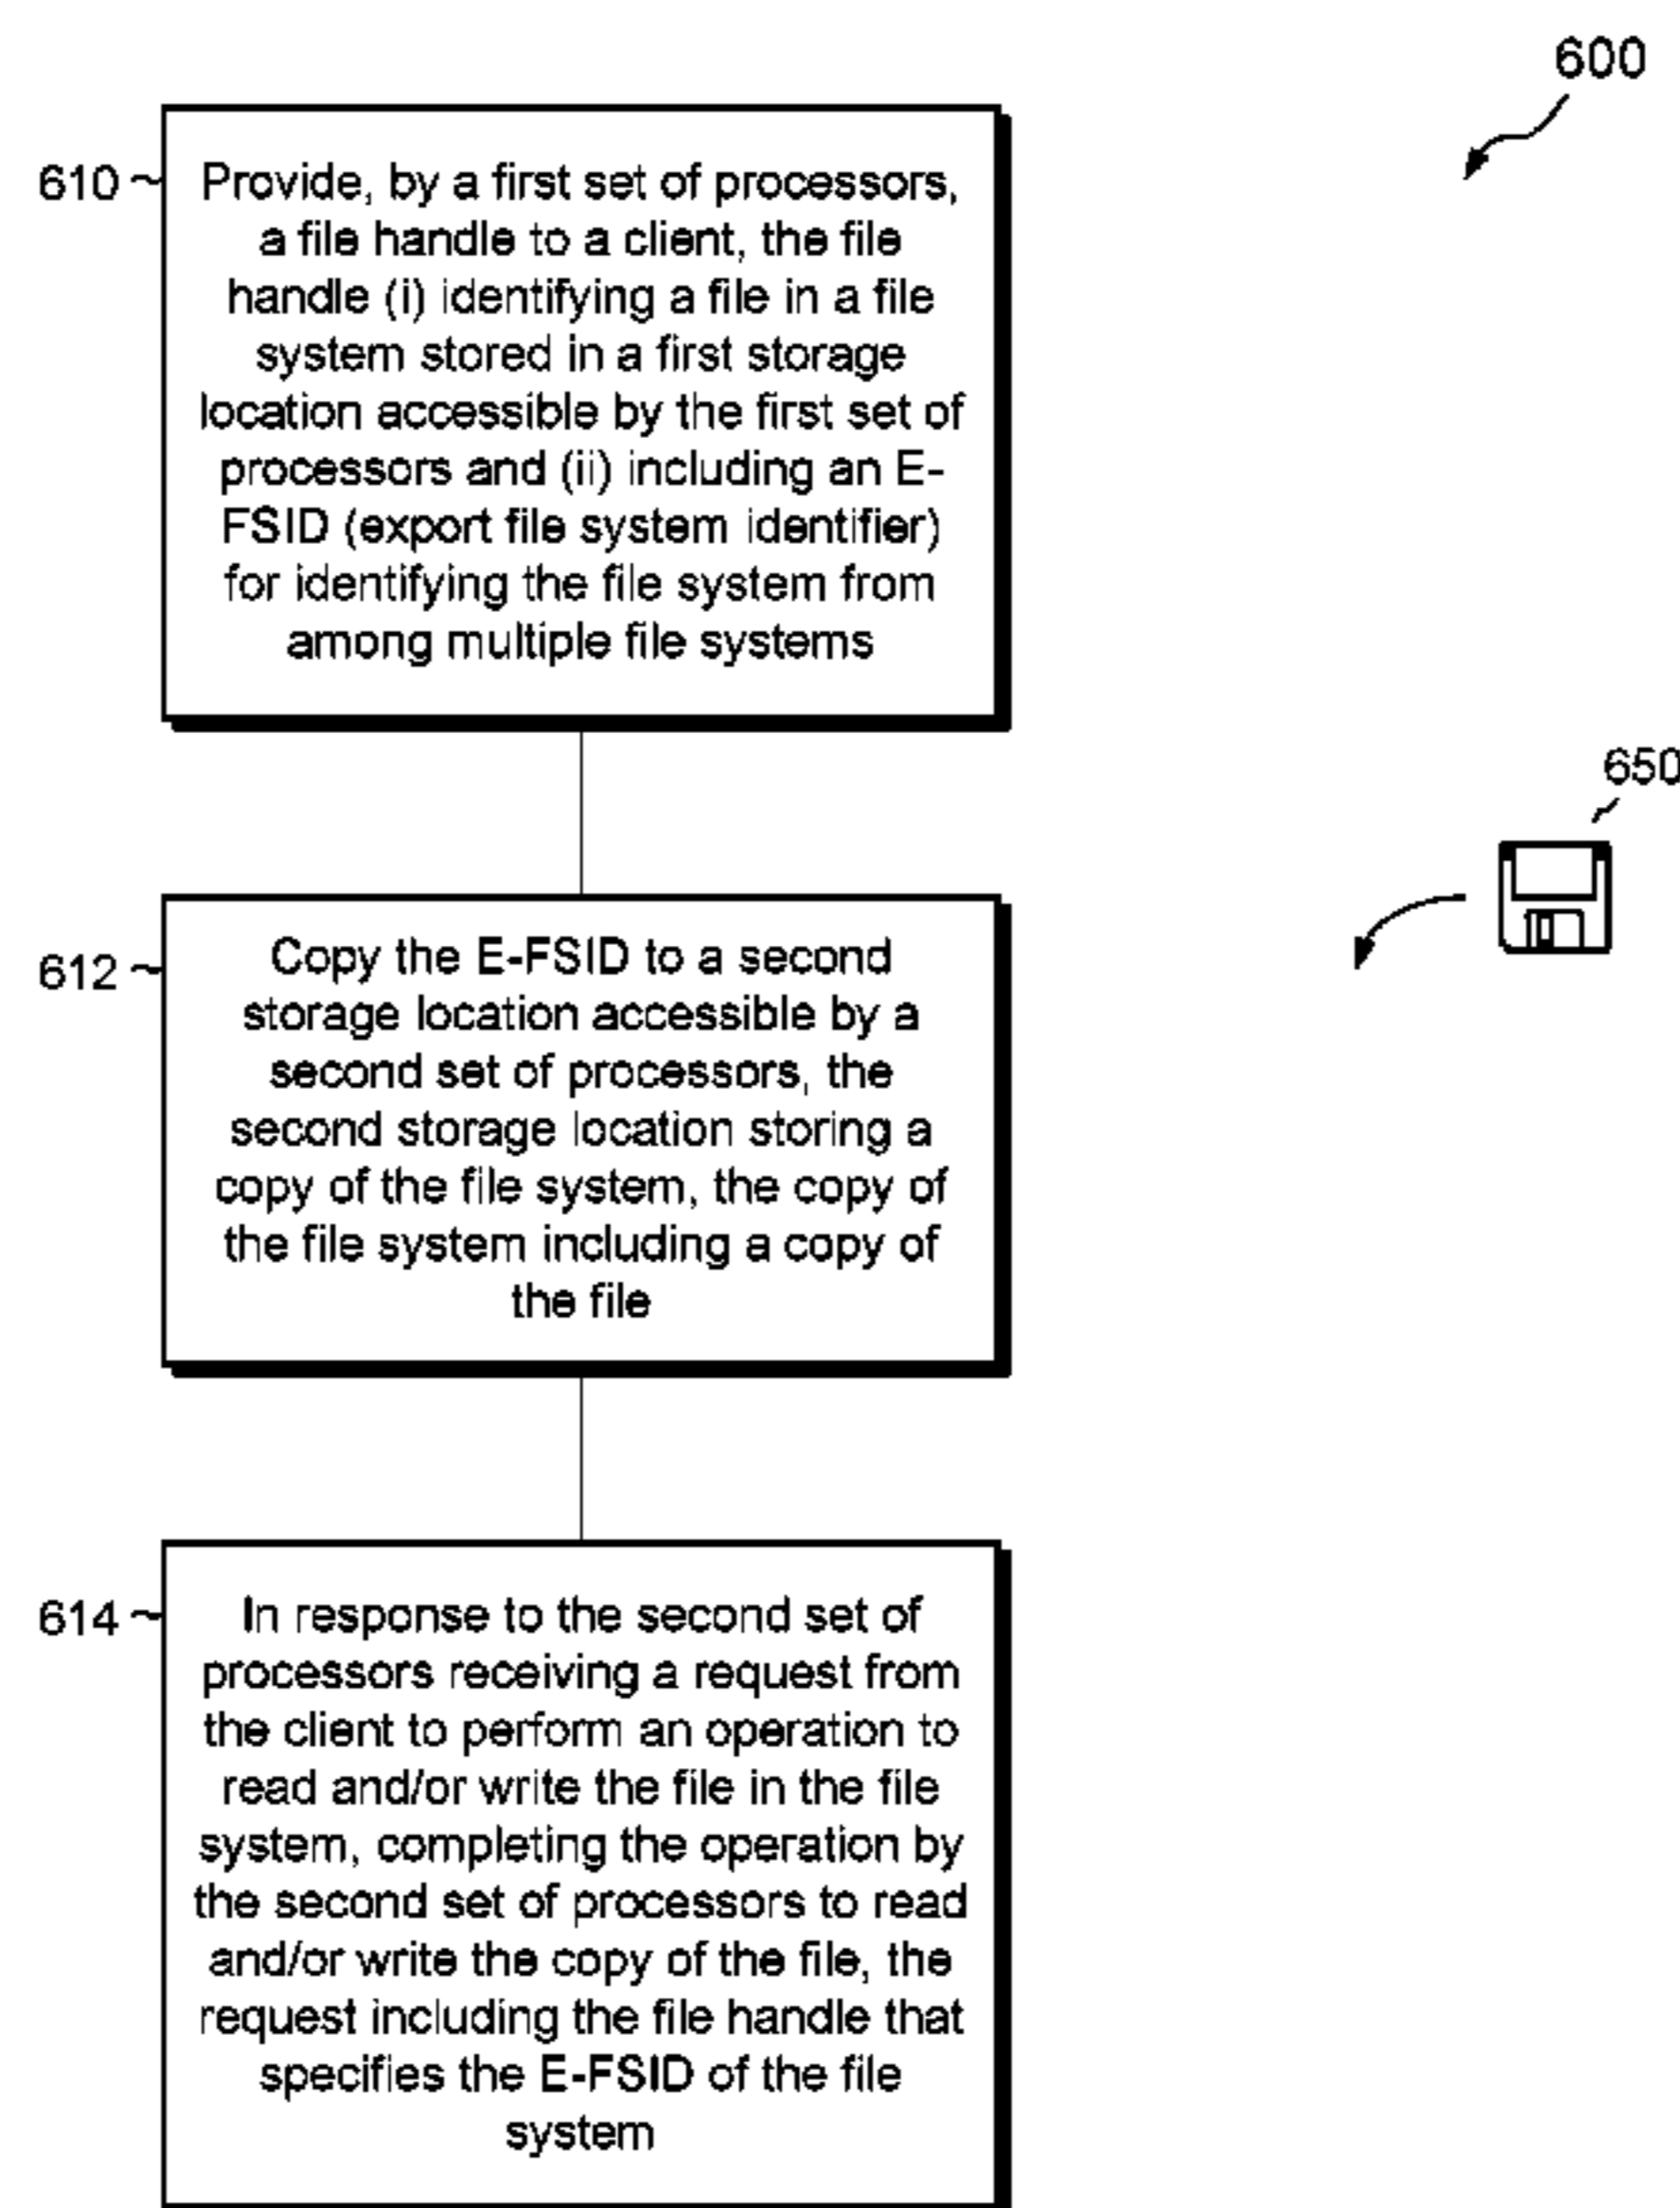 600
610
Provide, by a first set of processors,
a file handle to a client, the file
handle (i) identifying a file in a file
system stored in a first storage
location accessible by the first set of
processors and (ii) including an E-
FSID (export file system identifier)
for identifying the file system from
among multiple file systems
650
612
Copy the E-FSID to a second
storage location accessible by a
second set of processors, the
second storage location storing a
copy of the file system, the copy of
the file system including a copy of
the file
614
In response to the second set of
processors receiving a request from
the client to perform an operation to
read and/or write the file in the file
system, completing the operation by
the second set of processors to read
and/or write the copy of the file, the
request including the file handle that
specifies the E-FSID of the file
system